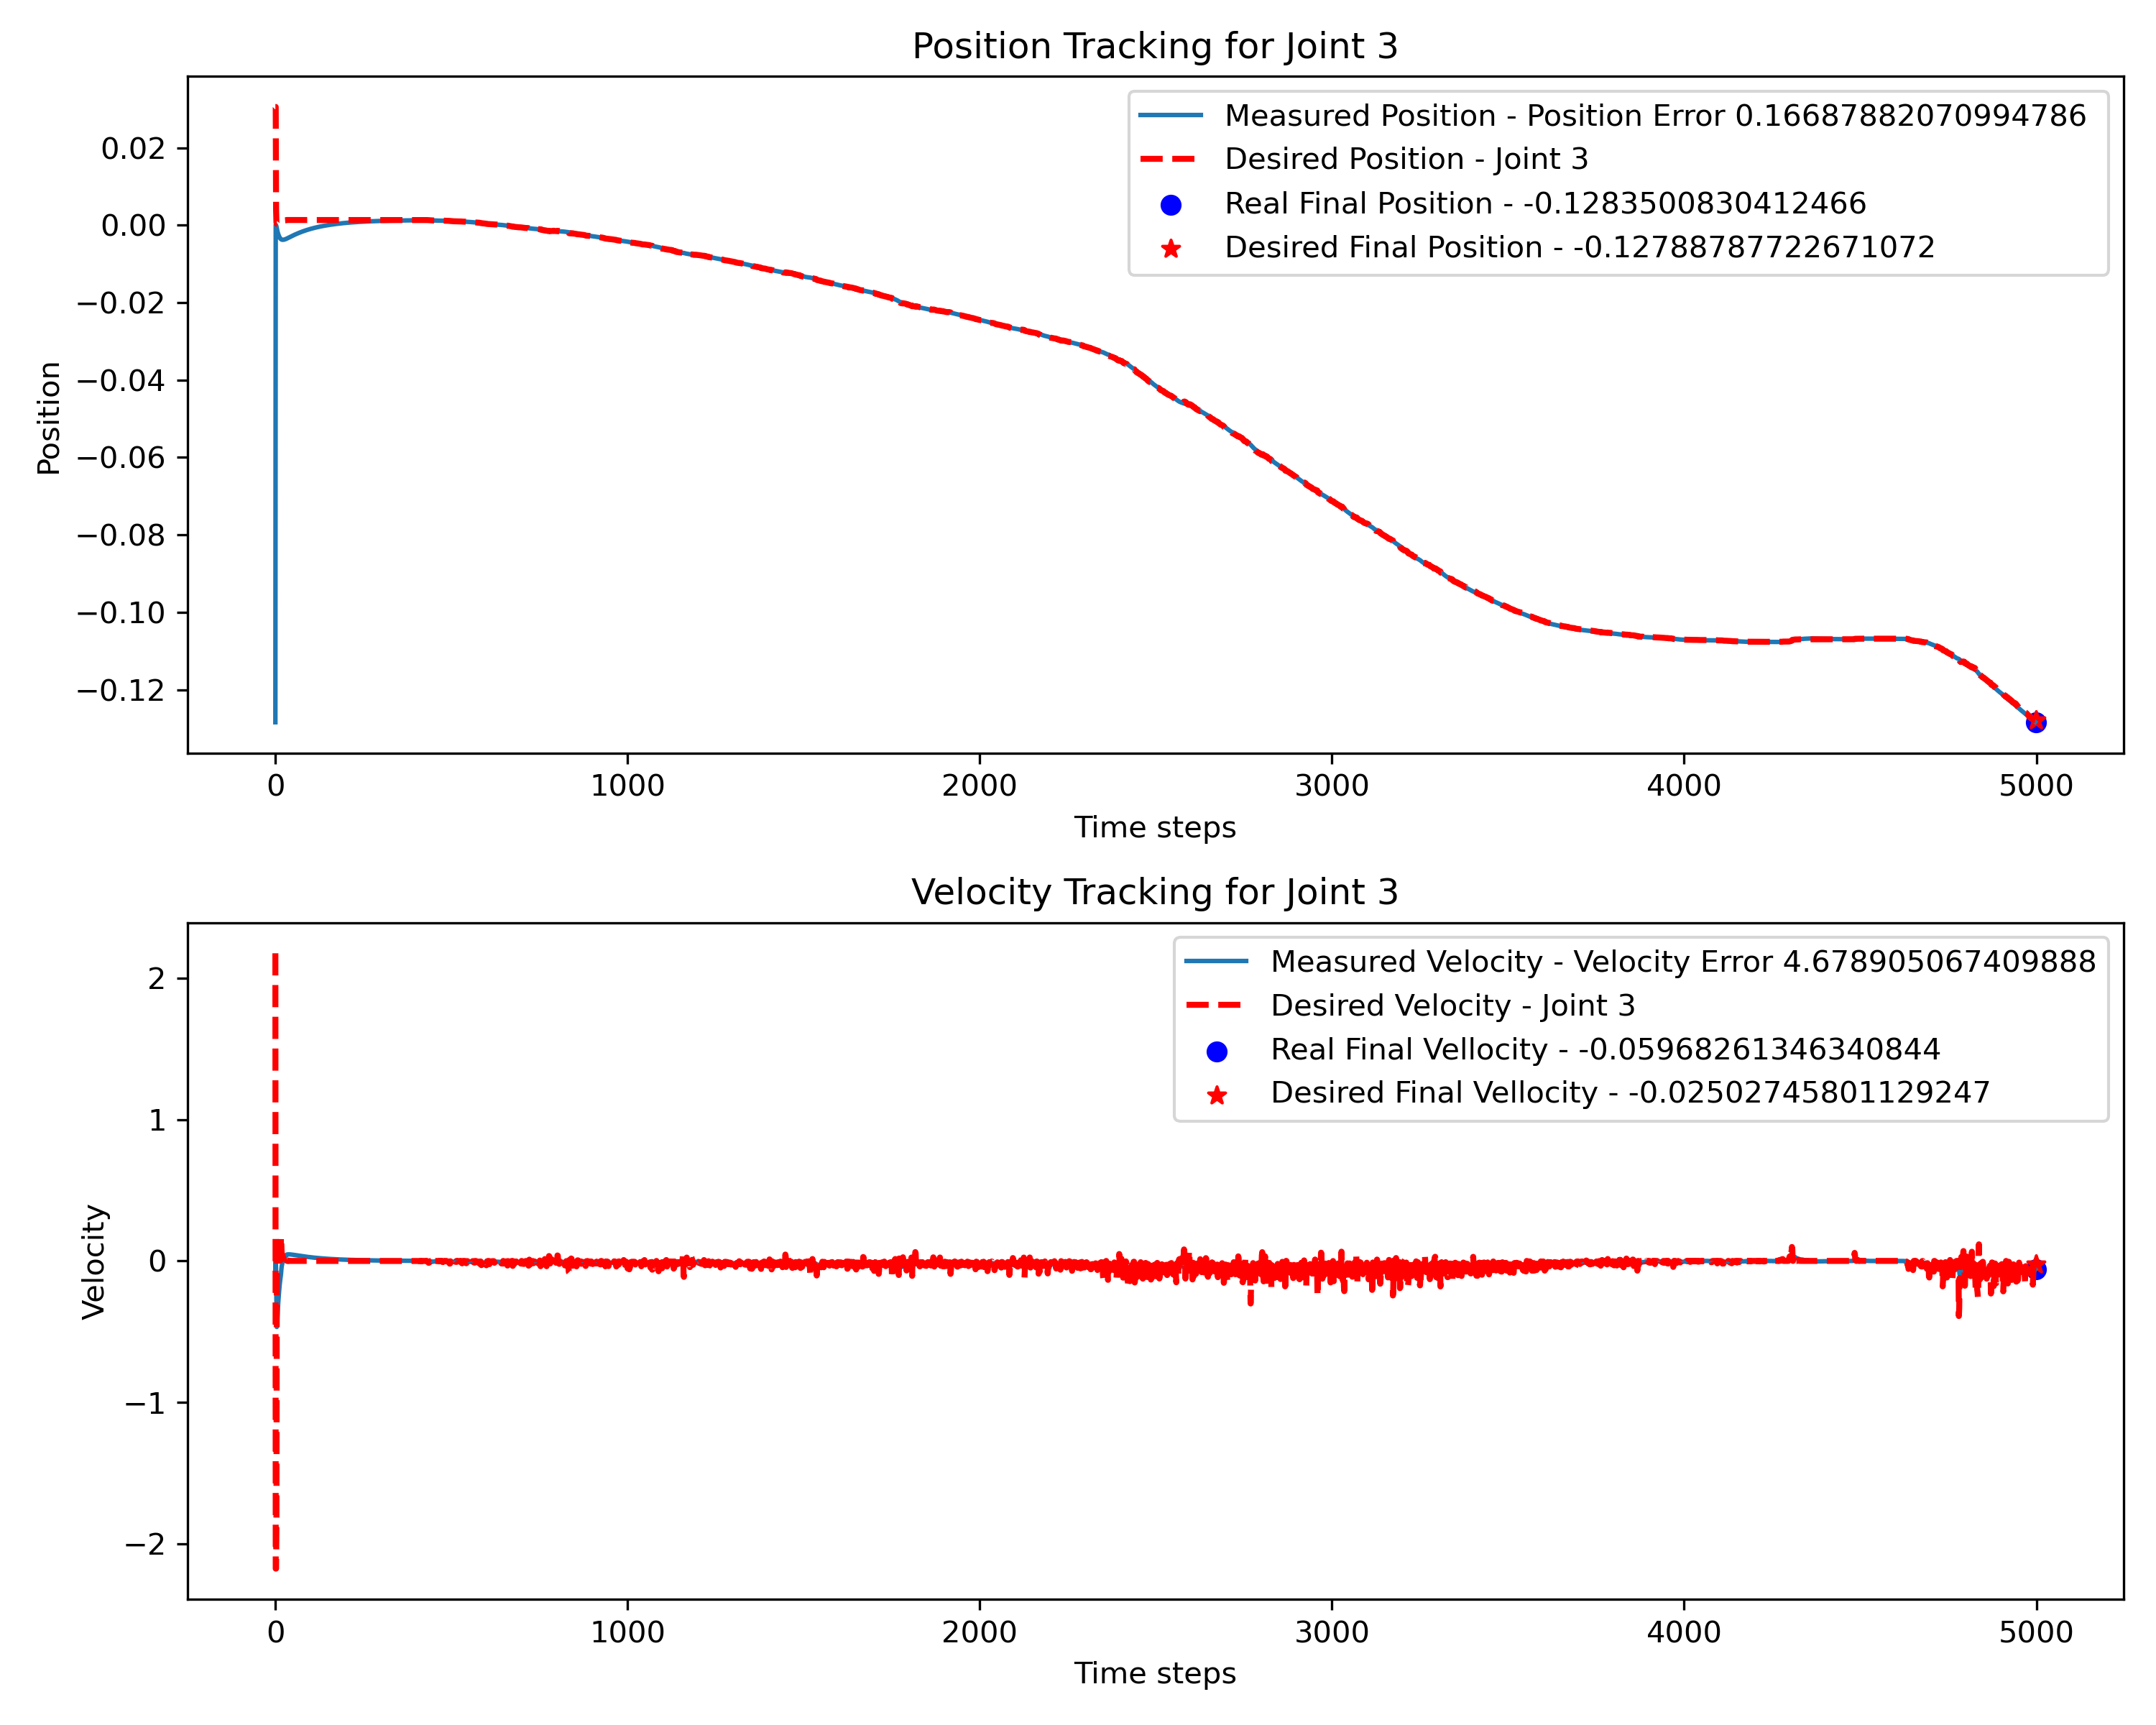 Position Tracking for Joint 3
Measured Position - Position Error 0.16687882070994786
Desired Position - Joint 3
Real Final Position - -0.1283500830412466
Desired Final Position - -0.12788787722671072
Position
0.02
0.00
−0.02
−0.04
−0.06
−0.08
−0.10
−0.12
0 1000 2000 3000 4000 5000
Time steps
Velocity Tracking for Joint 3
Measured Velocity - Velocity Error 4.678905067409888
Desired Velocity - Joint 3
Real Final Vellocity - -0.05968261346340844
Desired Final Vellocity - -0.02502745801129247
Velocity
2
1
0
−1
−2
0 1000 2000 3000 4000 5000
Time steps